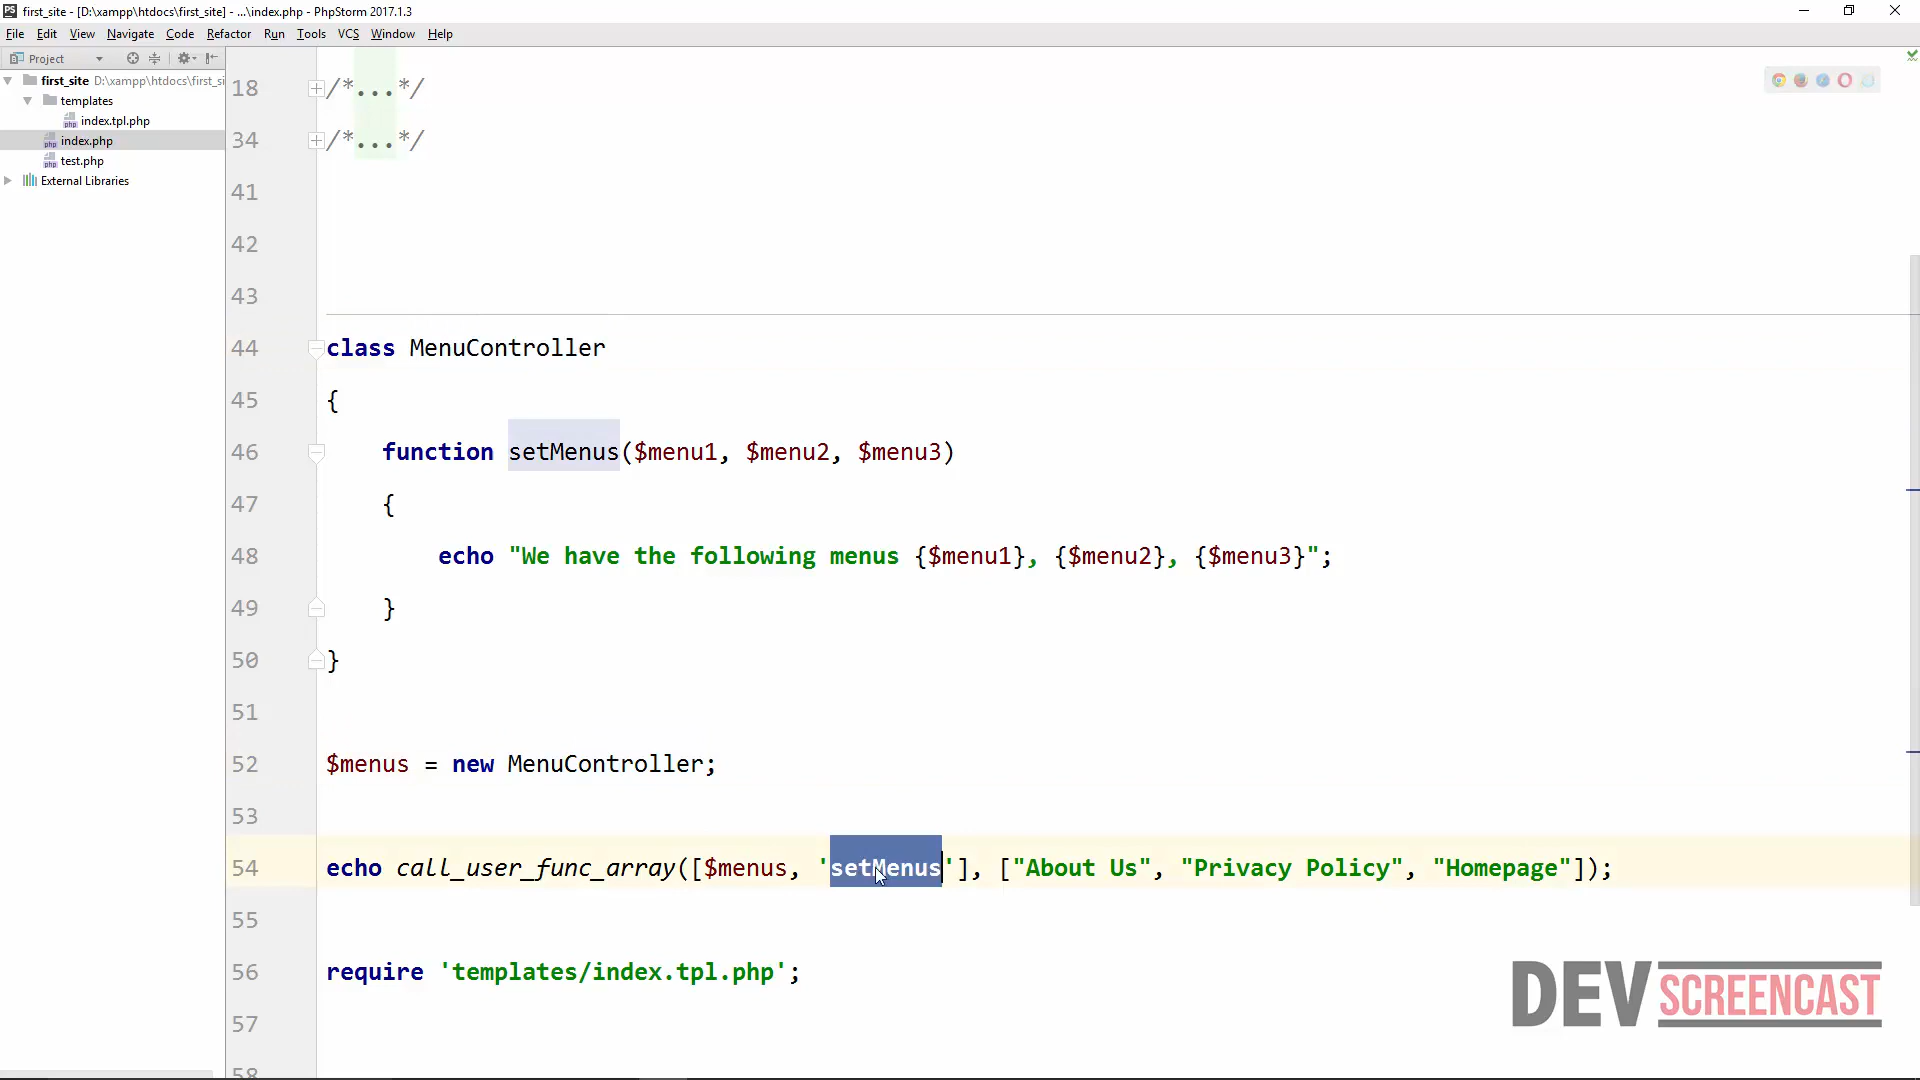 first_site - [D:\xampp\htdocs\first_site] - ...\index.php - PhpStorm 2017.1.3
File Edit View Navigate Code Refactor Run Tools VCS Window Help
Project
first_site D:\xampp\htdocs\first_si
templates
index.tpl.php
index.php
test.php
External Libraries
18 /*...*/
34 /*...*/
41
42
43
44 class MenuController
45 {
46 function setMenus($menu1, $menu2, $menu3)
47 {
48 echo "We have the following menus {$menu1}, {$menu2}, {$menu3}";
49 }
50 }
51
52 $menus = new MenuController;
53
54 echo call_user_func_array([$menus, 'setMenus'], ["About Us", "Privacy Policy", "Homepage"]);
55
56 require 'templates/index.tpl.php';
57
58
DEV SCREENCAST